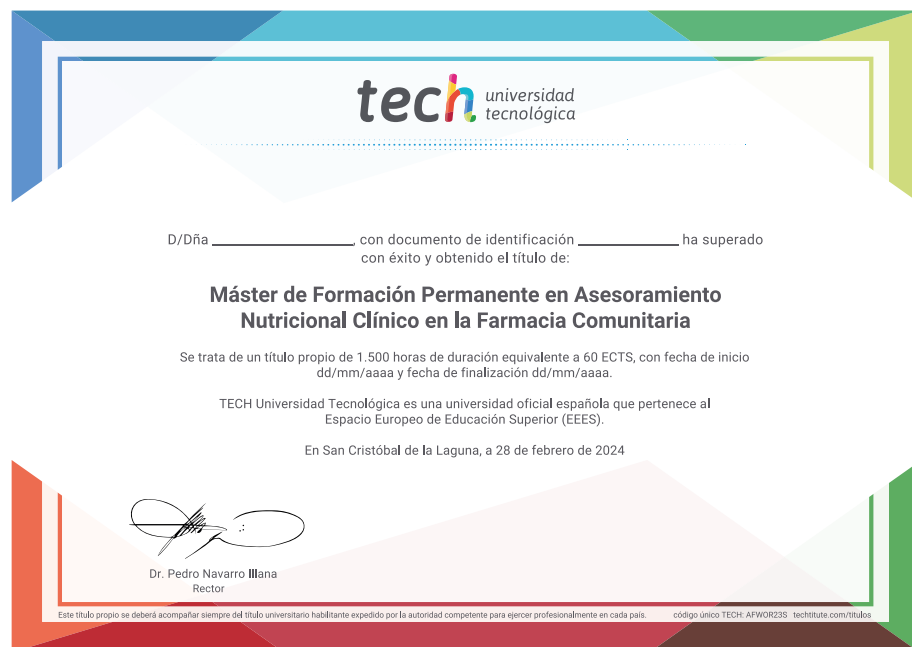 tech universidad
tecnológica
D/Dña ____________________, con documento de identificación ______________ ha superado
con éxito y obtenido el título de:
Máster de Formación Permanente en Asesoramiento
Nutricional Clínico en la Farmacia Comunitaria
Se trata de un título propio de 1.500 horas de duración equivalente a 60 ECTS, con fecha de inicio
dd/mm/aaaa y fecha de finalización dd/mm/aaaa.
TECH Universidad Tecnológica es una universidad oficial española que pertenece al
Espacio Europeo de Educación Superior (EEES).
En San Cristóbal de la Laguna, a 28 de febrero de 2024
Dr. Pedro Navarro Illana
Rector
Este título propio se deberá acompañar siempre del título universitario habilitante expedido por la autoridad competente para ejercer profesionalmente en cada país. código único TECH: AFWOR23S techtitute.com/titulos